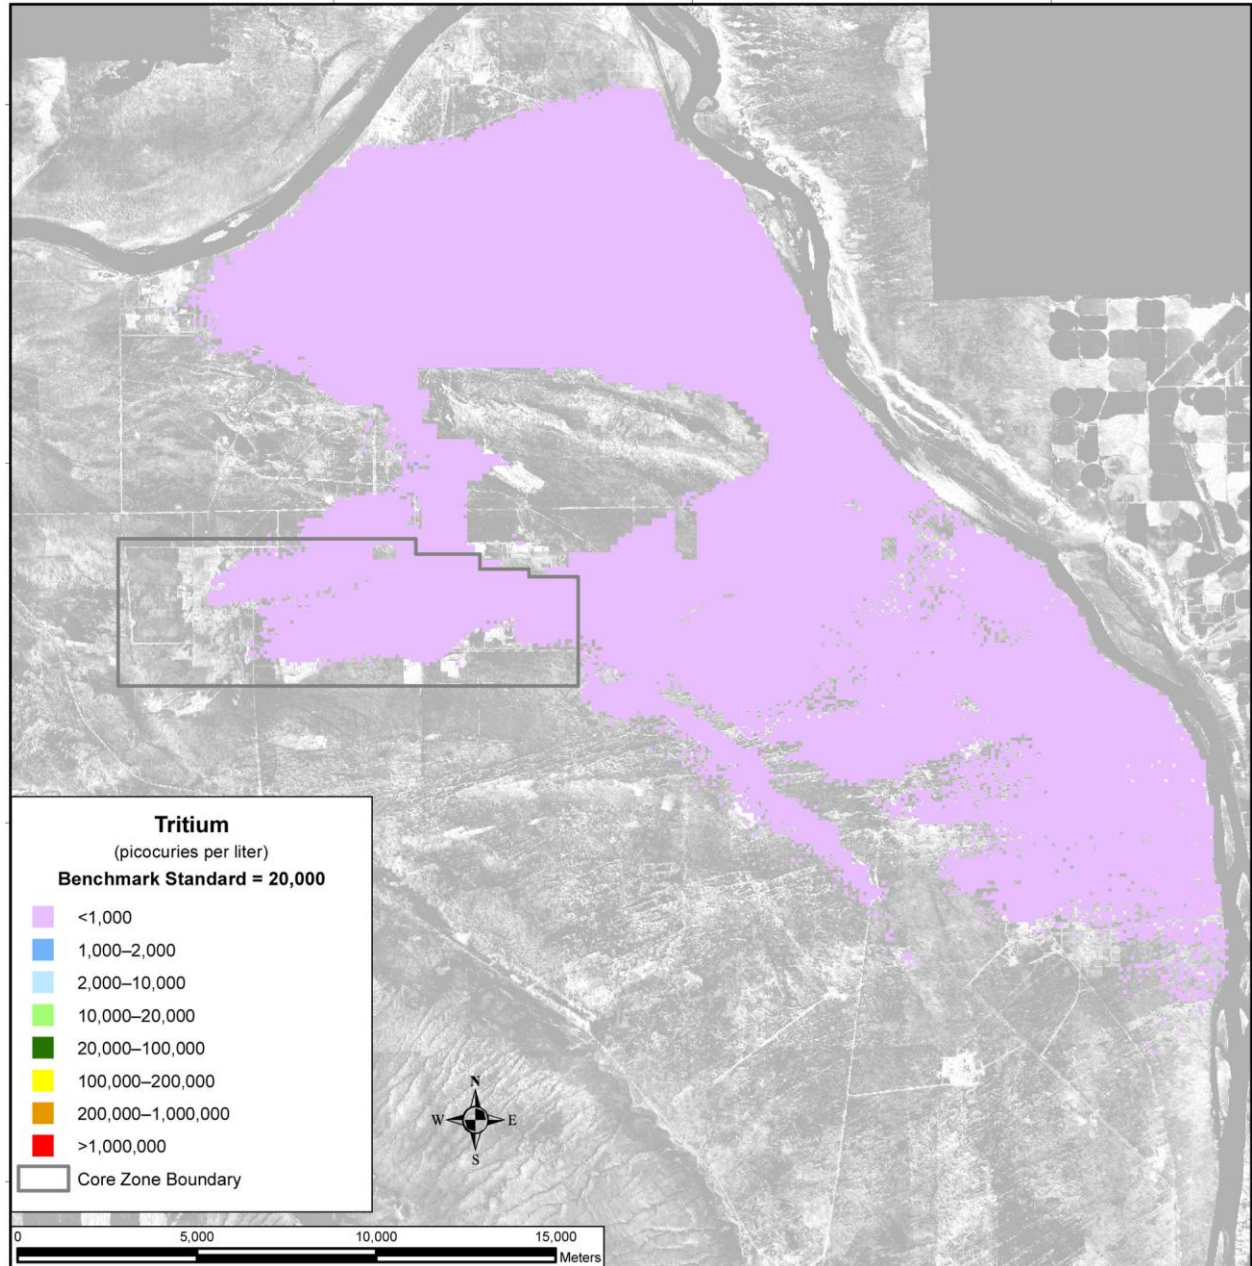 Tritium
(picocuries per liter)
Benchmark Standard = 20,000
<1,000
1,000–2,000
2,000–10,000
10,000–20,000
20,000–100,000
100,000–200,000
200,000–1,000,000
>1,000,000
Core Zone Boundary
N
W E
S
0 5,000 10,000 15,000
Meters